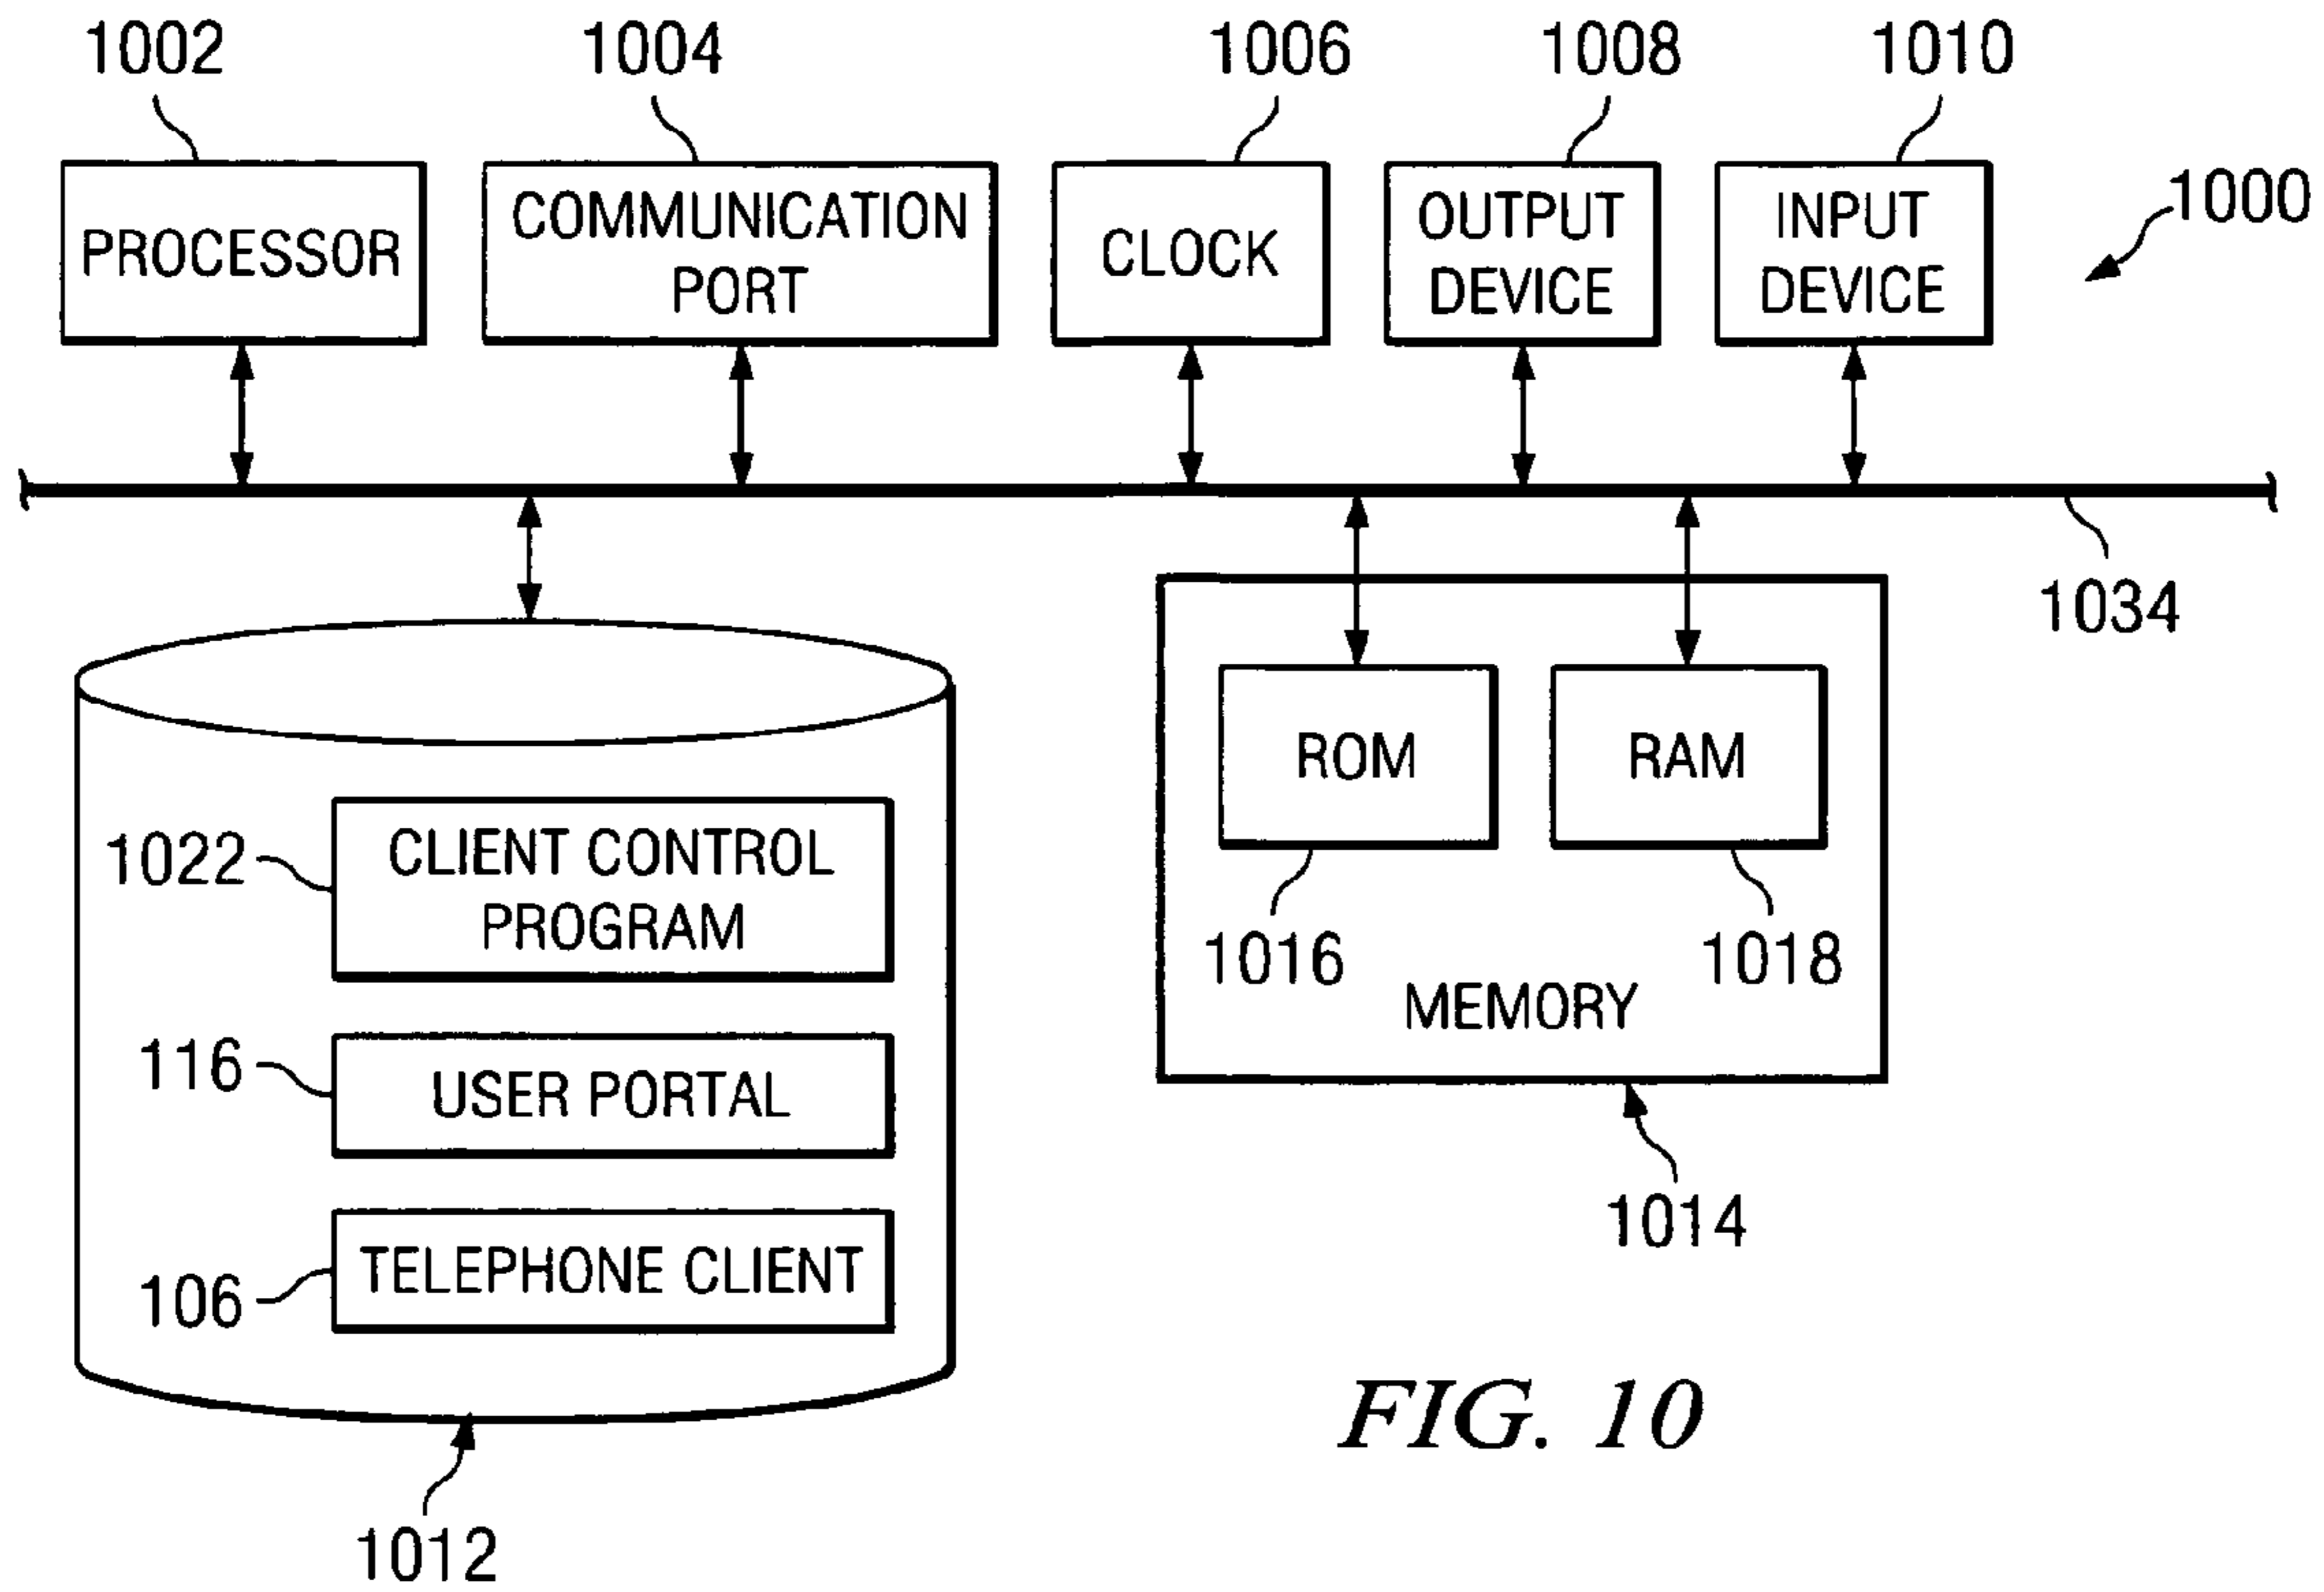 1002
1004
1006
1008
1010
1000
PROCESSOR
COMMUNICATION
PORT
CLOCK
OUTPUT
DEVICE
INPUT
DEVICE
1034
ROM
RAM
1016
1018
MEMORY
1014
1022
CLIENT CONTROL
PROGRAM
116
USER PORTAL
106
TELEPHONE CLIENT
1012
FIG. 10